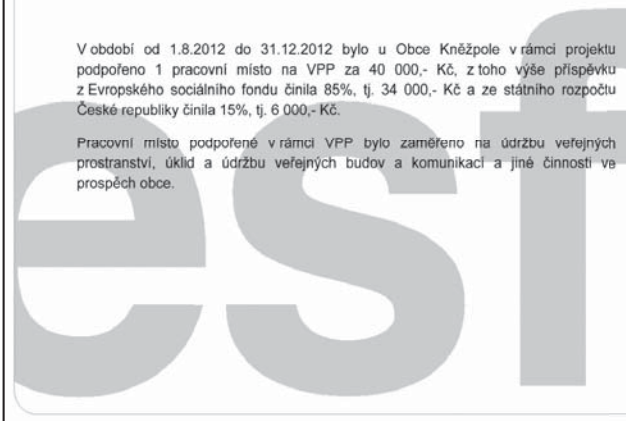 V období od 1.8.2012 do 31.12.2012 bylo u Obce Kněžpole v rámci projektu
podpořeno 1 pracovní místo na VPP za 40 000,- Kč, z toho výše příspěvku
z Evropského sociálního fondu činila 85%, tj. 34 000,- Kč a ze státního rozpočtu
České republiky činila 15%, tj. 6 000,- Kč.
Pracovní místo podpořené v rámci VPP bylo zaměřeno na údržbu veřejných
prostranství, úklid a údržbu veřejných budov a komunikací a jiné činnosti ve
prospěch obce.
esf